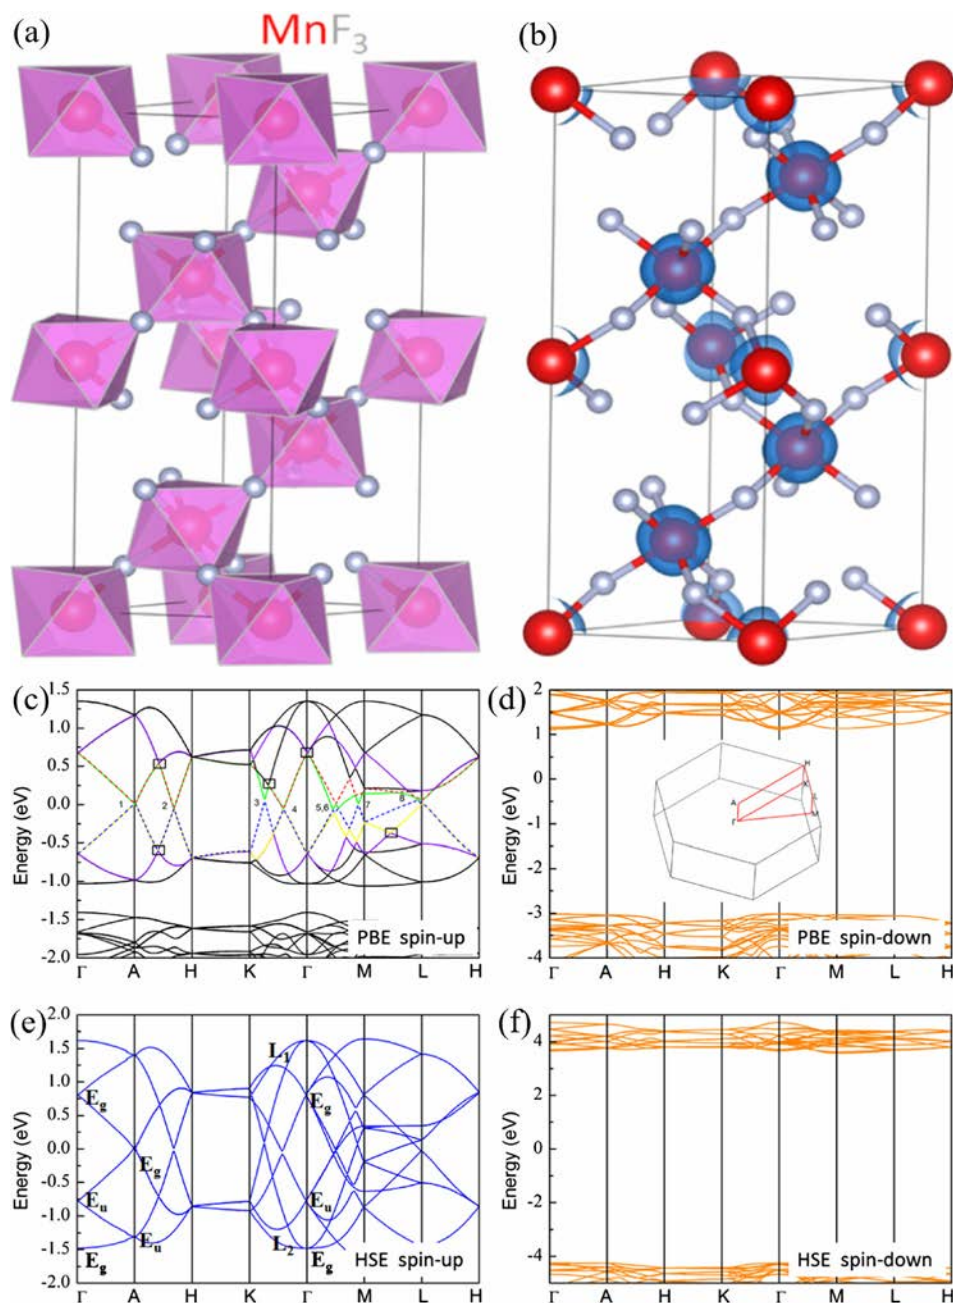 (a)
MnF3
(b)
(c)
1.5
1.0
0.5
0.0
-0.5
-1.0
-1.5
-2.0
Energy (eV)
1
2
3
4
5,6
7
8
PBE spin-up
Γ A H K Γ M L H
(d)
2
1
0
-1
-2
-3
-4
Energy (eV)
H
K
A
L
Γ
M
PBE spin-down
Γ A H K Γ M L H
(e)
2.0
1.5
1.0
0.5
0.0
-0.5
-1.0
-1.5
-2.0
Energy (eV)
L1
Eg
Eg
Eg
Eu
Eu
Eu
L2
Eg
Eg
HSE spin-up
Γ A H K Γ M L H
(f)
4
2
0
-2
-4
Energy (eV)
HSE spin-down
Γ A H K Γ M L H